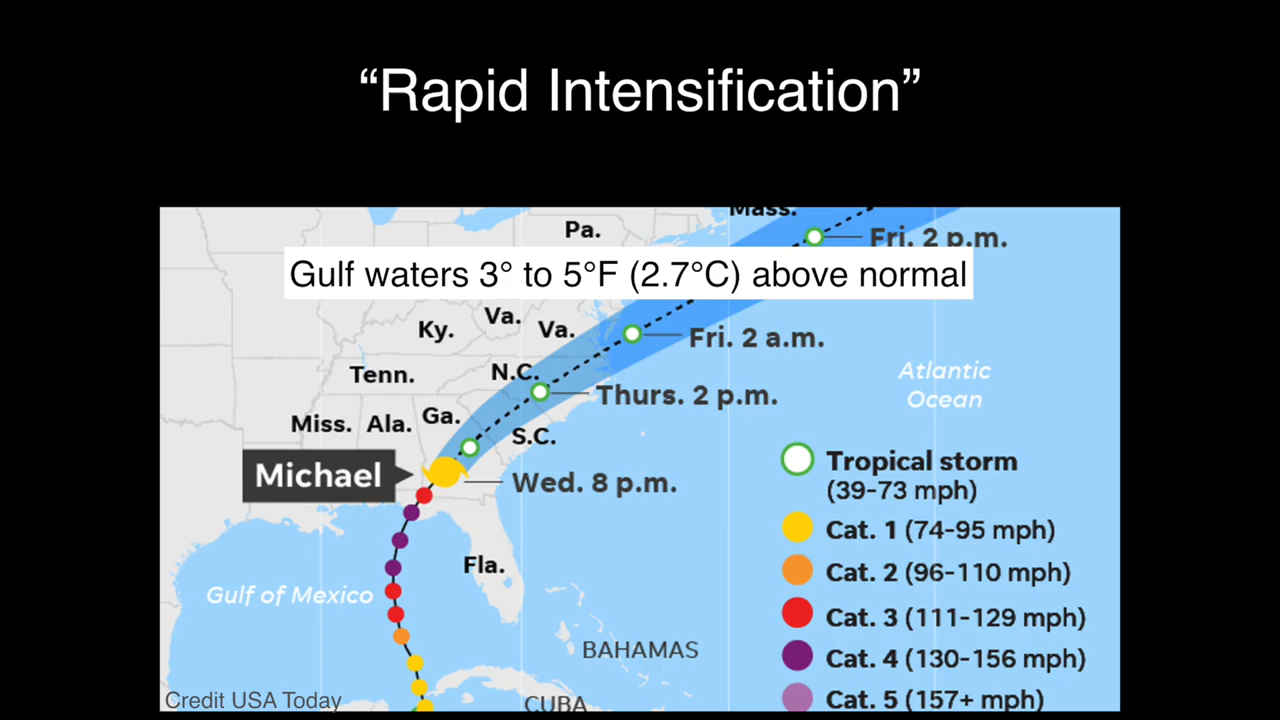 “Rapid Intensification”
Mass.
Pa.
Fri. 2 p.m.
Gulf waters 3° to 5°F (2.7°C) above normal
Va.
Ky.
Va.
Fri. 2 a.m.
Tenn.
N.C.
Atlantic
Ocean
Thurs. 2 p.m.
Miss.
Ala.
Ga.
S.C.
Michael
Wed. 8 p.m.
Tropical storm
(39-73 mph)
Cat. 1 (74-95 mph)
Fla.
Cat. 2 (96-110 mph)
Gulf of Mexico
Cat. 3 (111-129 mph)
BAHAMAS
Cat. 4 (130-156 mph)
Credit USA Today
CUBA
Cat. 5 (157+ mph)